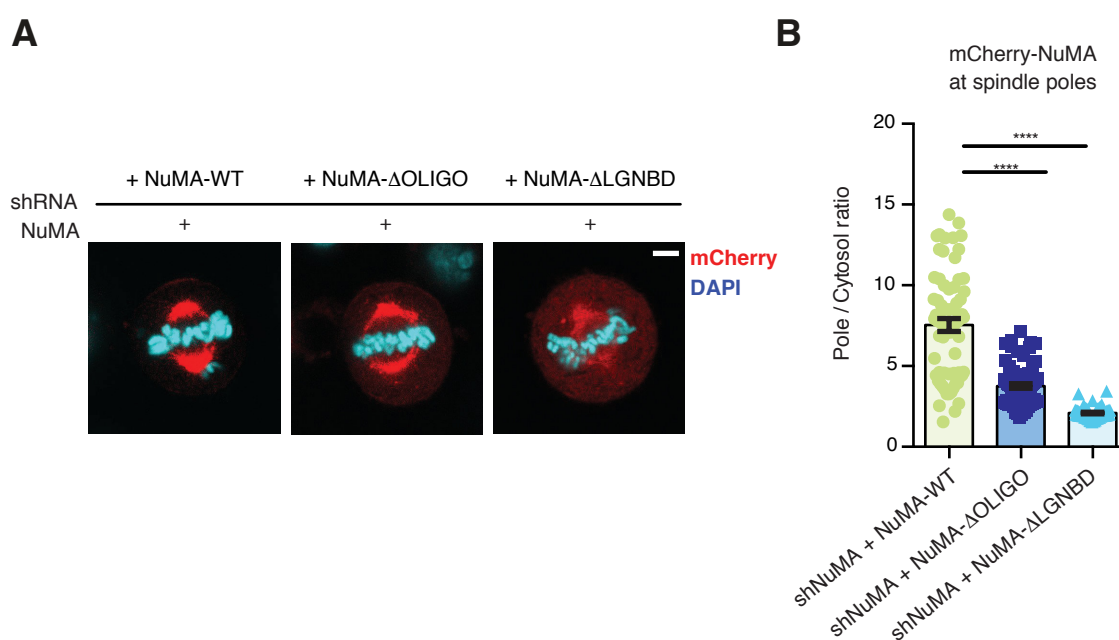 A
+ NuMA-WT
+ NuMA-ΔOLIGO
+ NuMA-ΔLGNBD
shRNA
NuMA
+
+
+
mCherry
DAPI
B
mCherry-NuMA
at spindle poles
****
****
Pole / Cytosol ratio
20
15
10
5
0
shNuMA + NuMA-WT
shNuMA + NuMA-ΔOLIGO
shNuMA + NuMA-ΔLGNBD